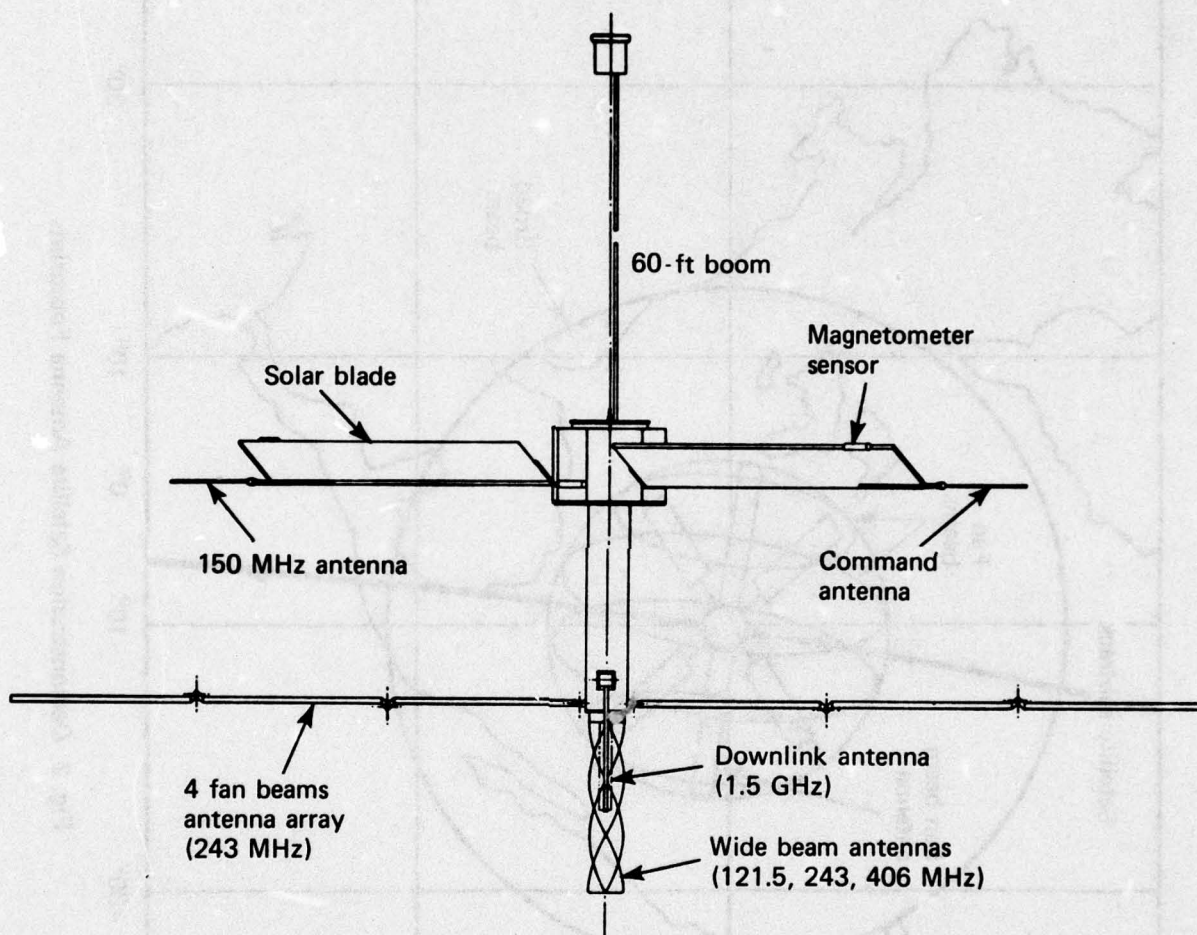 60-ft boom
Magnetometer
sensor
Solar blade
150 MHz antenna
Command
antenna
4 fan beams
antenna array
(243 MHz)
Downlink antenna
(1.5 GHz)
Wide beam antennas
(121.5, 243, 406 MHz)